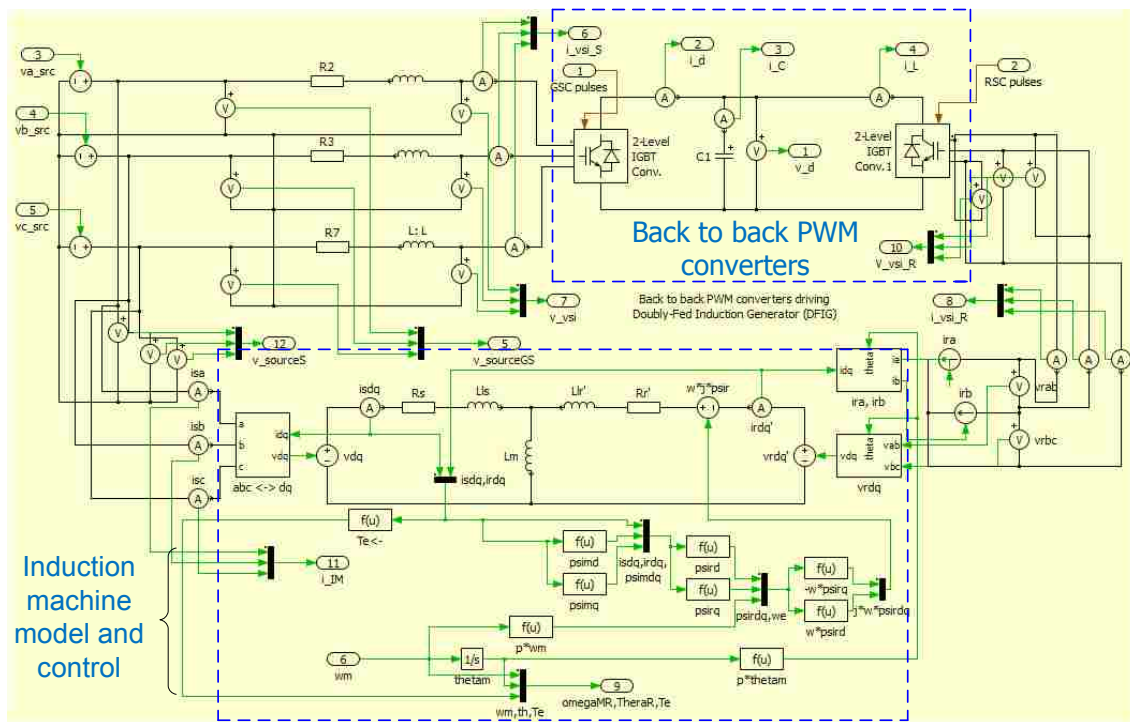 3
va_src
4
vb_src
5
vc_src
R2
R3
R7
L: L
6
i_vsi_S
1
GSC pulses
2
i_d
3
i_C
4
i_L
2
RSC pulses
2-Level
IGBT
Conv.
C1
1
v_d
2-Level
IGBT
Conv.1
Back to back PWM
converters
10
V_vsi_R
7
v_vsi
Back to back PWM converters driving
Doubly-Fed Induction Generator (DFIG)
8
i_vsi_R
12
v_sourceS
5
v_sourceGS
isa
isb
isc
a
b
c
idq
vdq
abc <-> dq
isdq
Rs
Lls
Llr'
Rr'
w*j*psir
irdq'
vdq
Lm
vrdq'
isdq,irdq
theta
idq
ia
ib
ira, irb
theta
vdq
vab
vbc
vrdq
ira
irb
vrab
vrbc
f(u)
Te<-
f(u)
psimd
f(u)
psimq
isdq,irdq,
psimdq
f(u)
psird
f(u)
psirq
psirdq,we
f(u)
-w*psirq
f(u)
w*psird
j*w*psirdq
11
i_IM
Induction
machine
model and
control
f(u)
p*wm
6
wm
1/s
thetam
f(u)
p*thetam
9
omegaMR,TheraR,Te
wm,th,Te